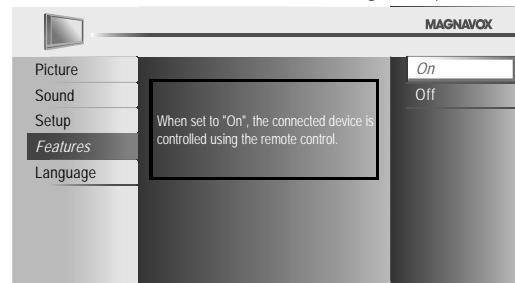 MAGNAVOX
Picture
Sound
Setup
Features
Language
When set to "On", the connected device is
controlled using the remote control.
On
Off